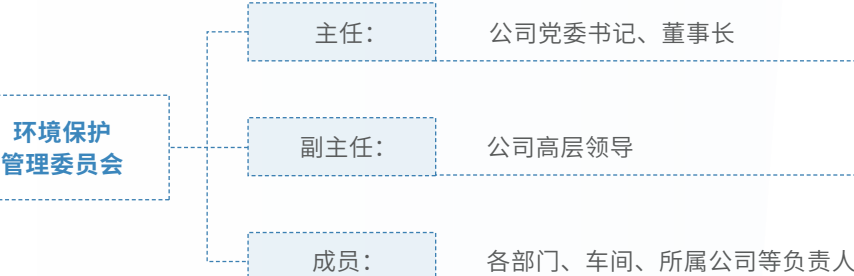 主任： 公司党委书记、董事长
环境保护
管理委员会
副主任： 公司高层领导
成员： 各部门、车间、所属公司等负责人